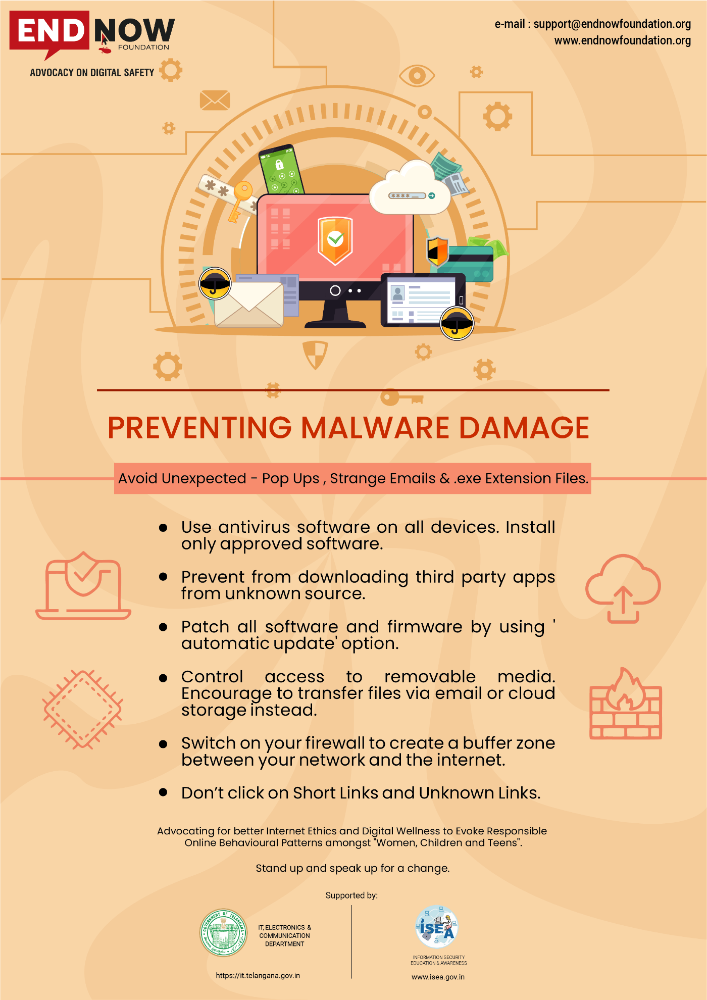 END NOW
FOUNDATION
ADVOCACY ON DIGITAL SAFETY
e-mail : support@endnowfoundation.org
www.endnowfoundation.org
PREVENTING MALWARE DAMAGE
Avoid Unexpected - Pop Ups , Strange Emails & .exe Extension Files.
● Use antivirus software on all devices. Install
only approved software.
● Prevent from downloading third party apps
from unknown source.
● Patch all software and firmware by using '
automatic update' option.
● Control access to removable media.
Encourage to transfer files via email or cloud
storage instead.
● Switch on your firewall to create a buffer zone
between your network and the internet.
● Don’t click on Short Links and Unknown Links.
Advocating for better Internet Ethics and Digital Wellness to Evoke Responsible
Online Behavioural Patterns amongst "Women, Children and Teens".
Stand up and speak up for a change.
Supported by:
GOVERNMENT OF TELANGANA
IT, ELECTRONICS &
COMMUNICATION
DEPARTMENT
https://it.telangana.gov.in
iSEA
INFORMATION SECURITY
EDUCATION & AWARENESS
www.isea.gov.in